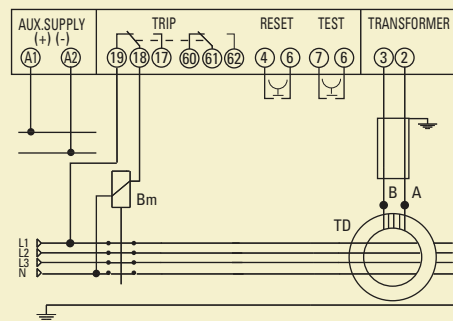 AUX.SUPPLY TRIP RESET TEST TRANSFORMER
(+) (-)
A1 A2 19 18 17 60 61 62 4 6 7 6 3 2
B A
Bm
TD
L1
L2
L3
N